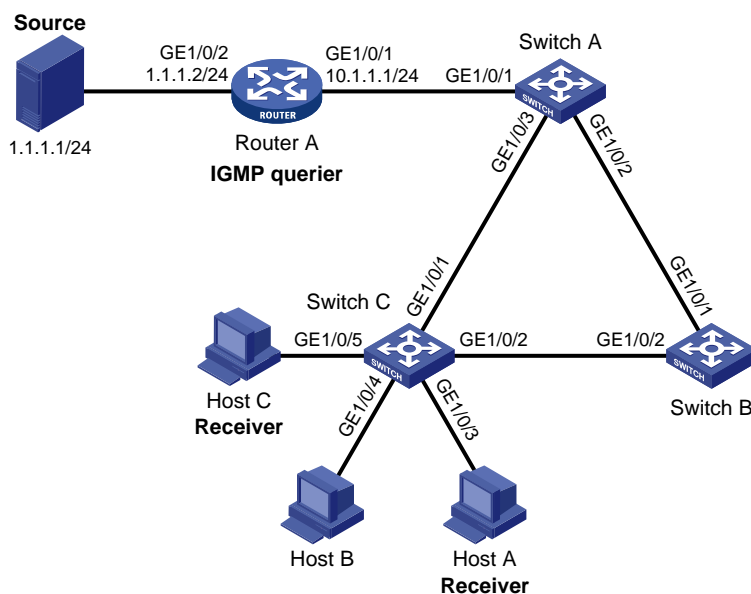 Source
GE1/0/2
1.1.1.2/24
GE1/0/1
10.1.1.1/24
GE1/0/1
Switch A
SWITCH
ROUTER
1.1.1.1/24
Router A
IGMP querier
GE1/0/3
GE1/0/2
GE1/0/1
GE1/0/1
Switch C
GE1/0/5
SWITCH
GE1/0/2
GE1/0/2
SWITCH
Switch B
Host C
Receiver
GE1/0/4
GE1/0/3
Host B
Host A
Receiver